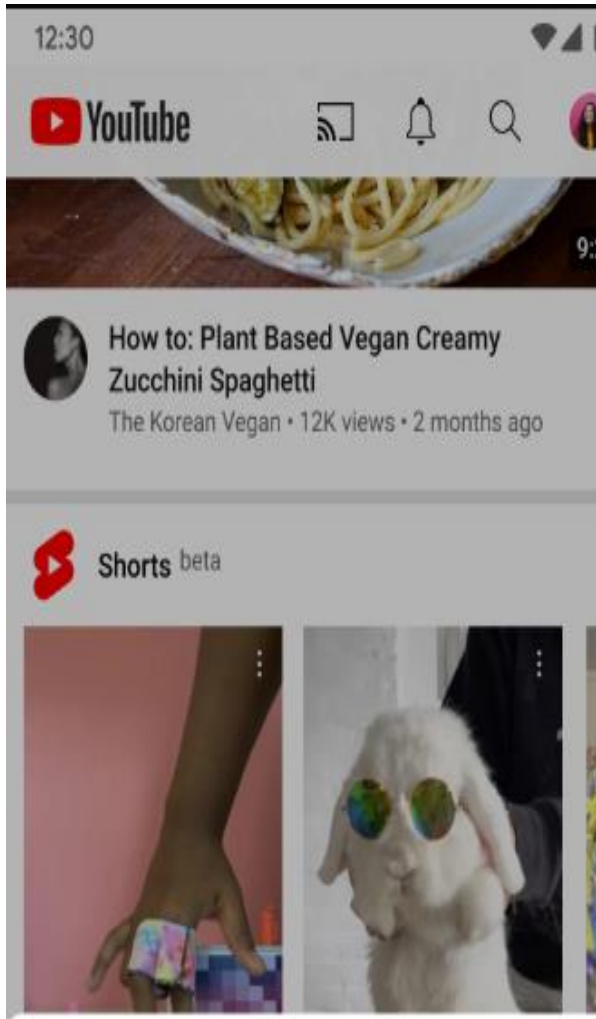 12:30
YouTube
How to: Plant Based Vegan Creamy
Zucchini Spaghetti
The Korean Vegan • 12K views • 2 months ago
Shorts beta